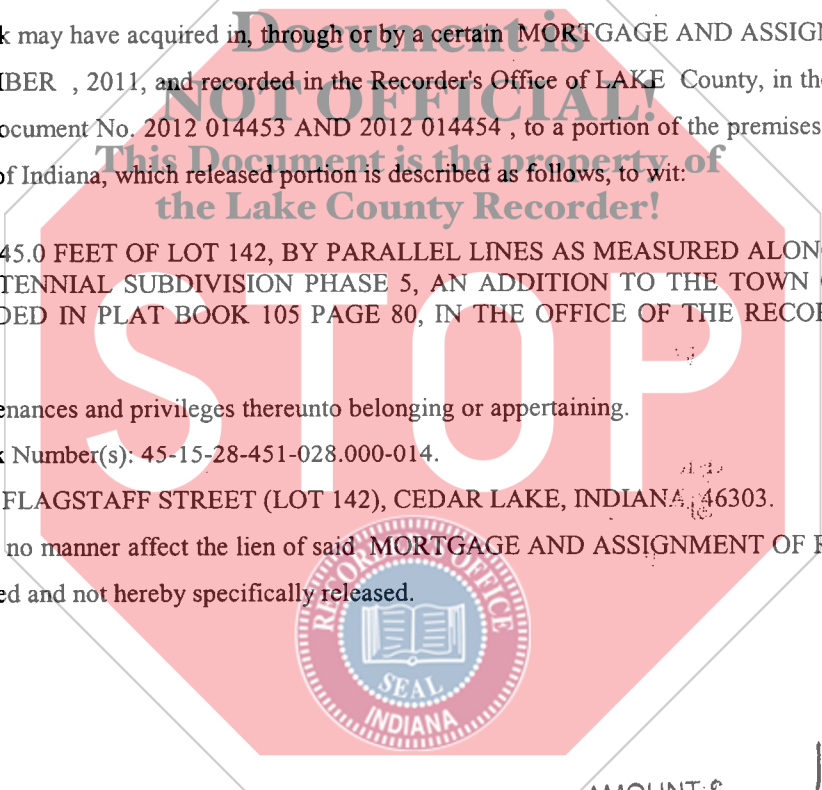 Document is
k may have acquired in, through or by a certain MORTGAGE AND ASSIGN
IBER , 2011, and recorded in the Recorder's Office of LAKE County, in the
NOT OFFICIAL!
ocument No. 2012 014453 AND 2012 014454 , to a portion of the premises
This Document is the property of
of Indiana, which released portion is described as follows, to wit:
the Lake County Recorder!
45.0 FEET OF LOT 142, BY PARALLEL LINES AS MEASURED ALON
TENNIAL SUBDIVISION PHASE 5, AN ADDITION TO THE TOWN
DED IN PLAT BOOK 105 PAGE 80, IN THE OFFICE OF THE RECO
STOP
enances and privileges thereunto belonging or appertaining.
k Number(s): 45-15-28-451-028.000-014.
FLAGSTAFF STREET (LOT 142), CEDAR LAKE, INDIANA, 46303.
no manner affect the lien of said MORTGAGE AND ASSIGNMENT OF
ed and not hereby specifically released.
RECORDER'S OFFICE
SEAL
INDIANA
AMOUNT $